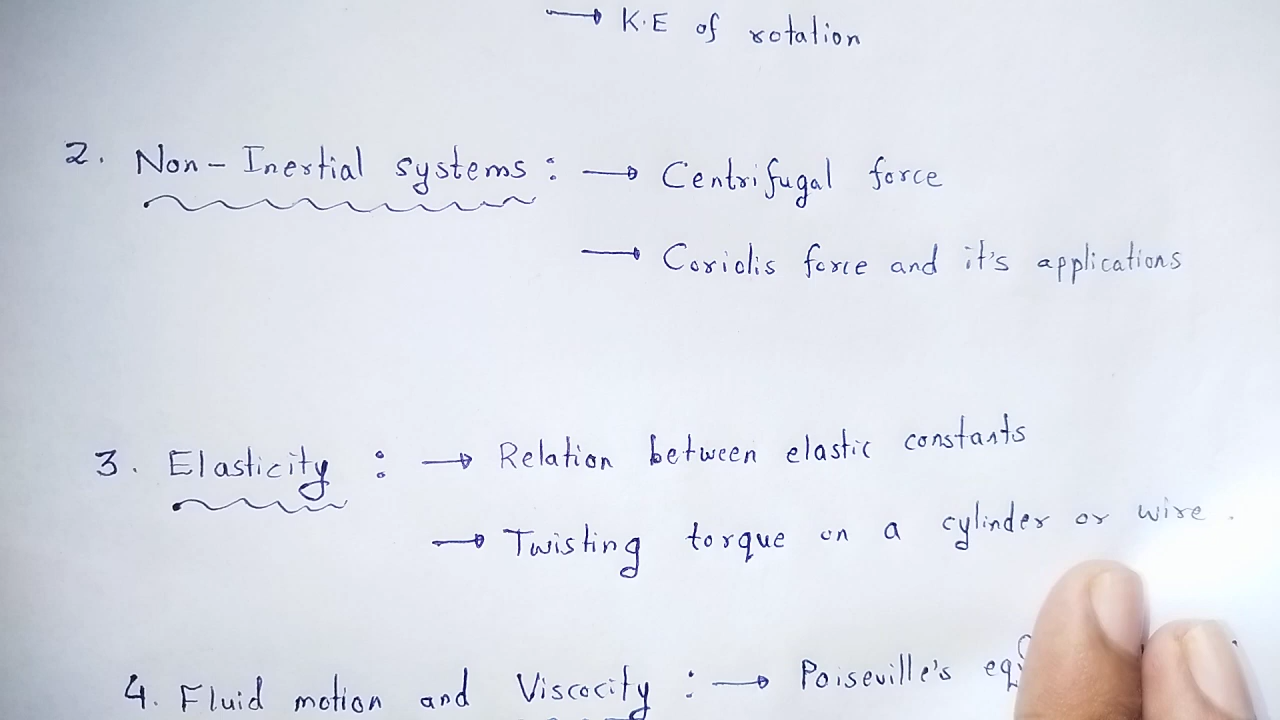 → K.E of rotation
2. Non-Inertial systems : → Centrifugal force
→ Coriolis force and it's applications
3. Elasticity : → Relation between elastic constants
→ Twisting torque on a cylinder or wire.
4. Fluid motion and Viscocity : → Poiseville's